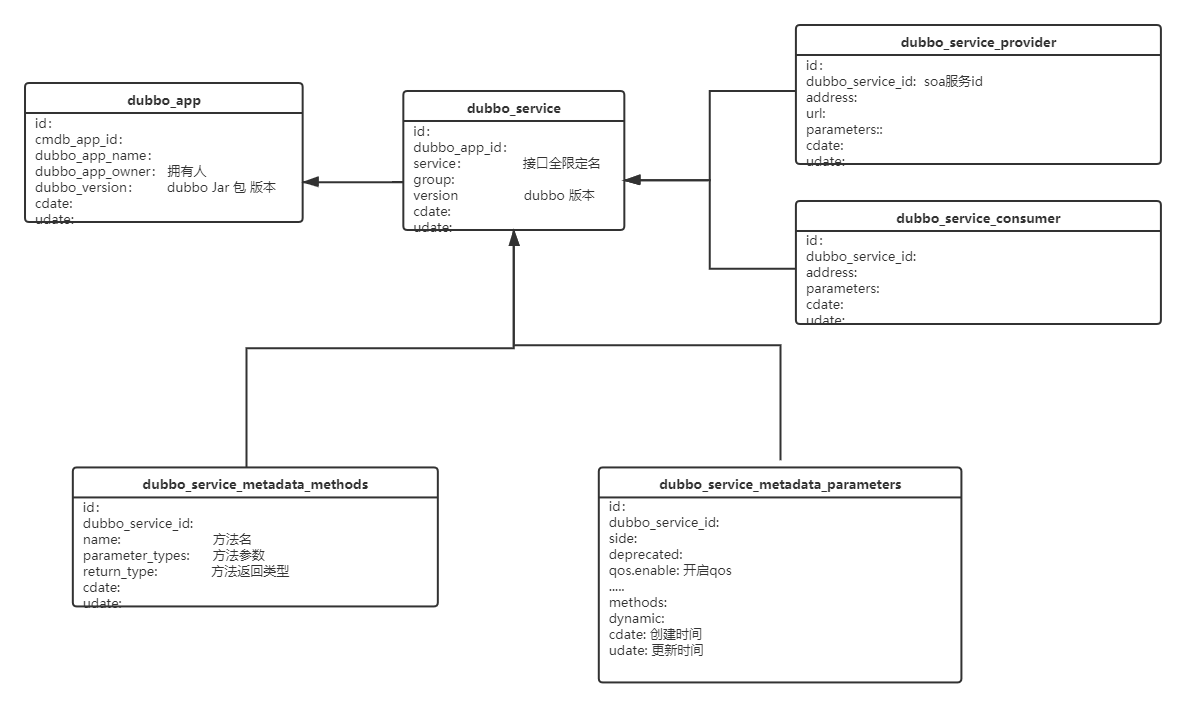 dubbo_app
id:
cmdb_app_id:
dubbo_app_name:
dubbo_app_owner: 拥有人
dubbo_version: dubbo Jar 包 版本
cdate:
udate:
dubbo_service
id:
dubbo_app_id:
service: 接口全限定名
group:
version dubbo 版本
cdate:
udate:
dubbo_service_provider
id:
dubbo_service_id: soa服务id
address:
url:
parameters::
cdate:
udate:
dubbo_service_consumer
id:
dubbo_service_id:
address:
parameters:
cdate:
udate:
dubbo_service_metadata_methods
id:
dubbo_service_id:
name: 方法名
parameter_types: 方法参数
return_type: 方法返回类型
cdate:
udate:
dubbo_service_metadata_parameters
id:
dubbo_service_id:
side:
deprecated:
qos.enable: 开启qos
.....
methods:
dynamic:
cdate: 创建时间
udate: 更新时间